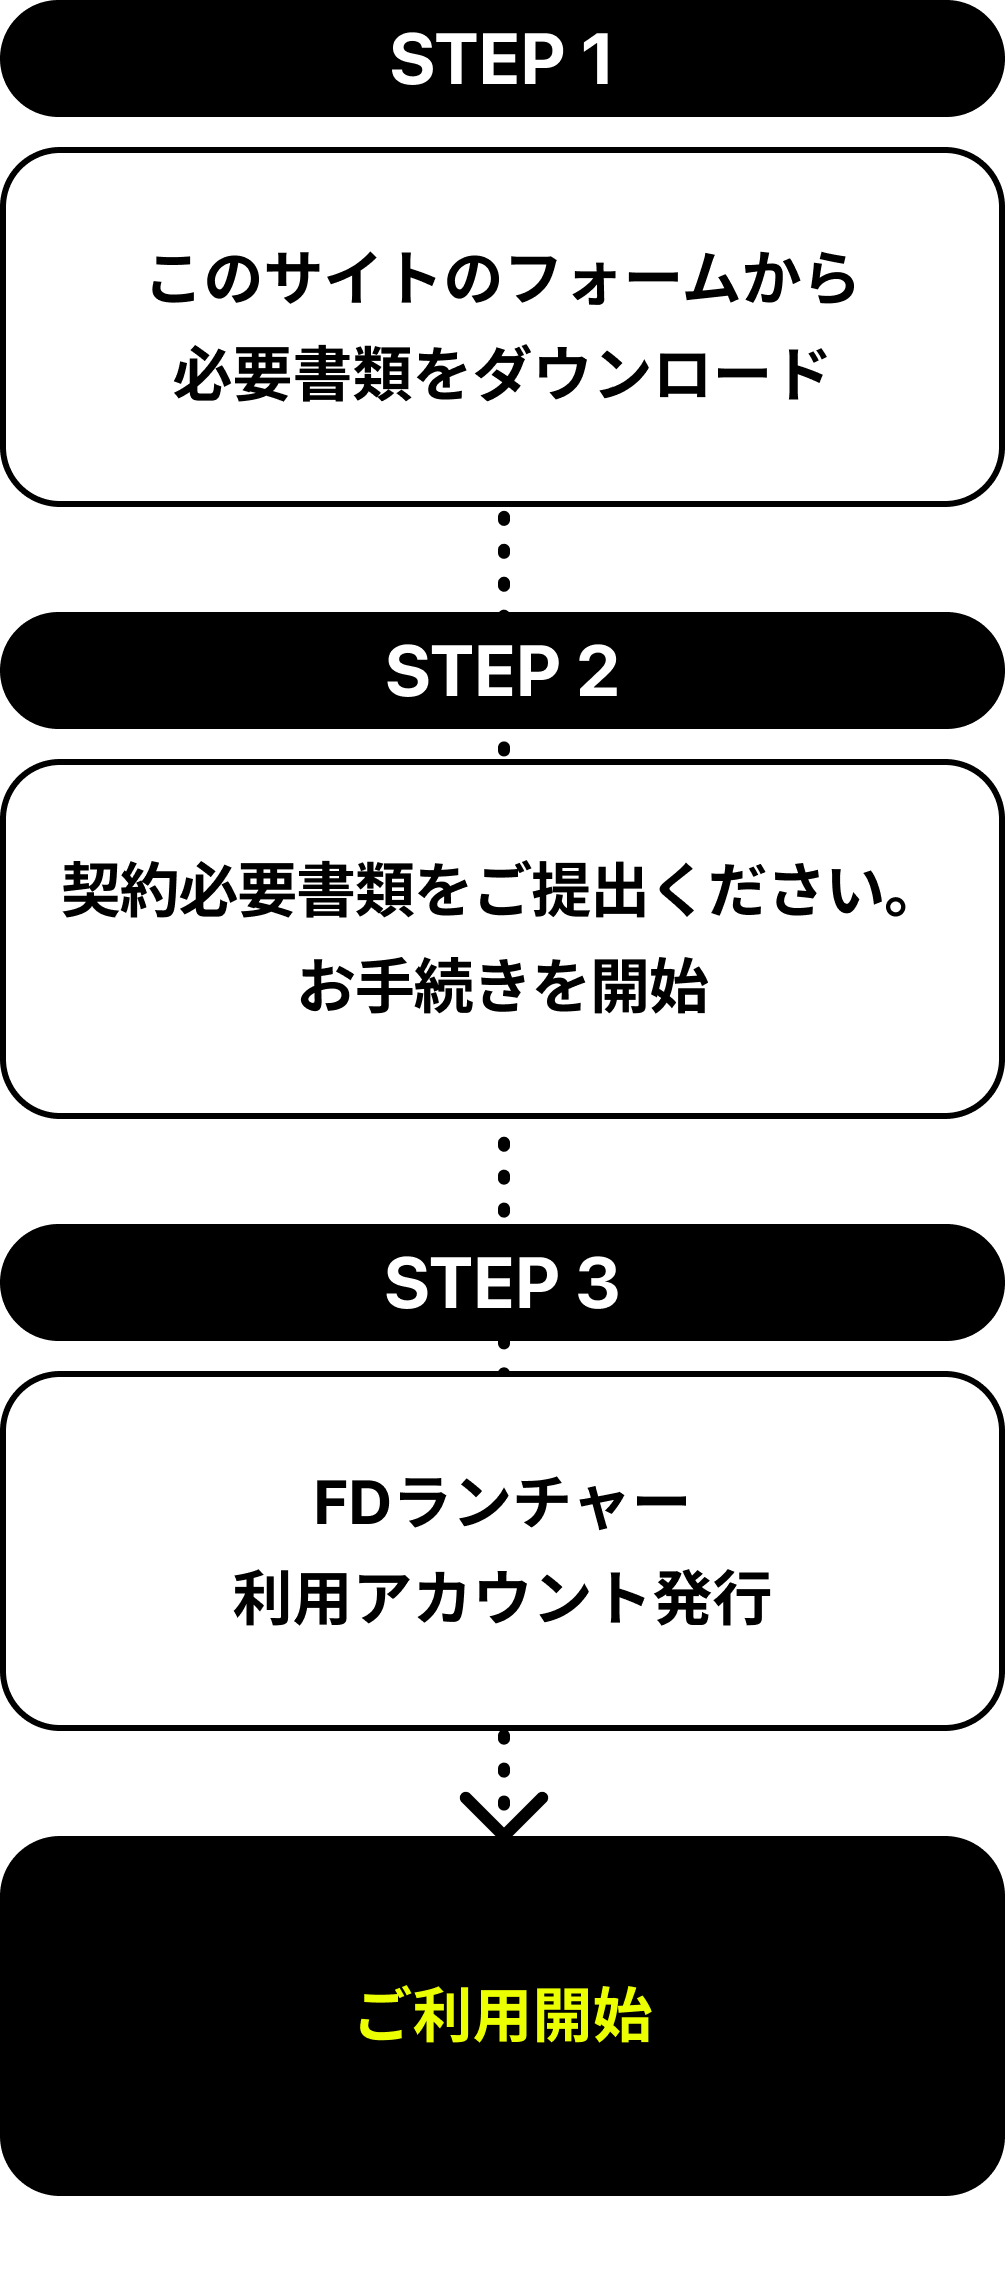 STEP 1
このサイトのフォームから
必要書類をダウンロード
STEP 2
契約必要書類をご提出ください。
お手続きを開始
STEP 3
FDランチャー
利用アカウント発行
ご利用開始